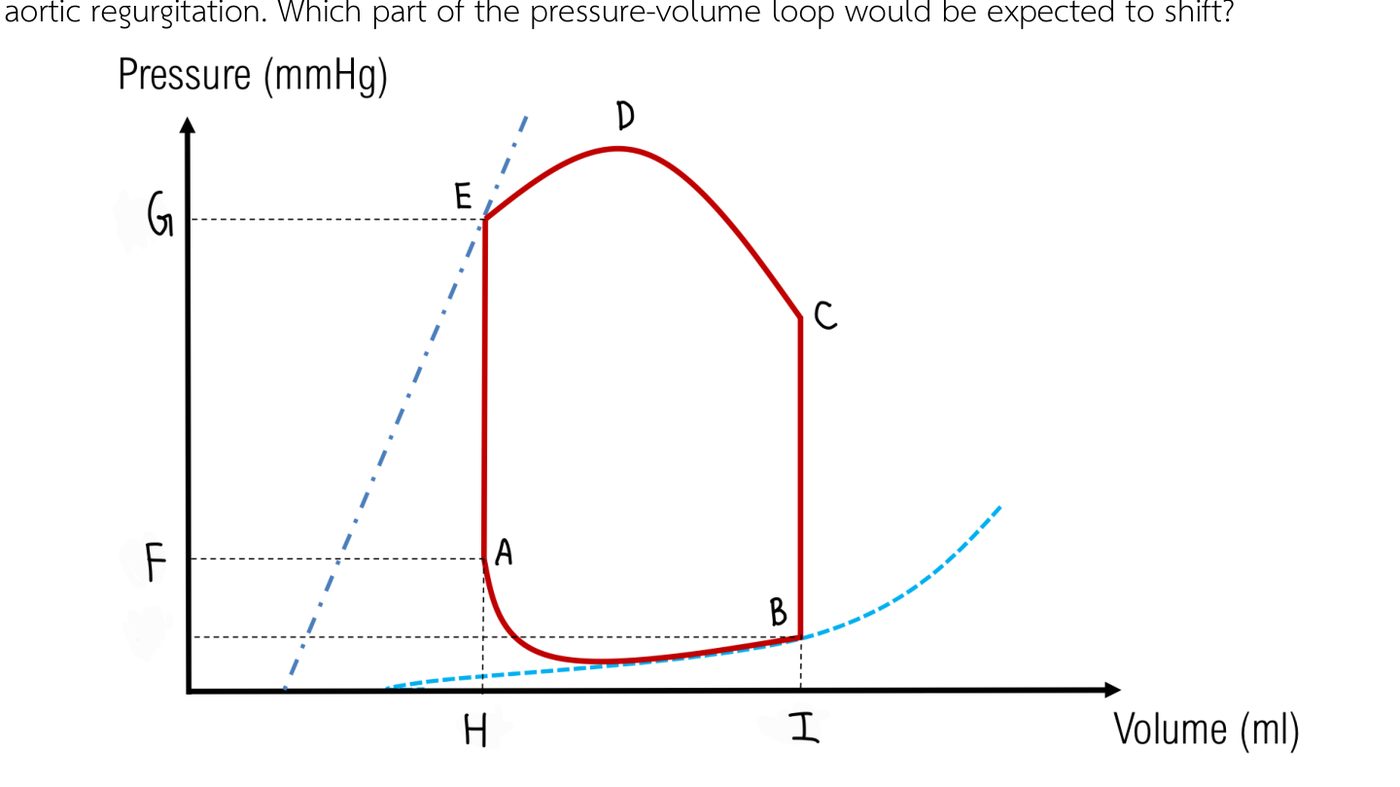 aortic regurgitation. Which part of the pressure-volume loop would be expected to shift?
Pressure (mmHg)
D
E
G
C
A
F
B
H
I
Volume (ml)